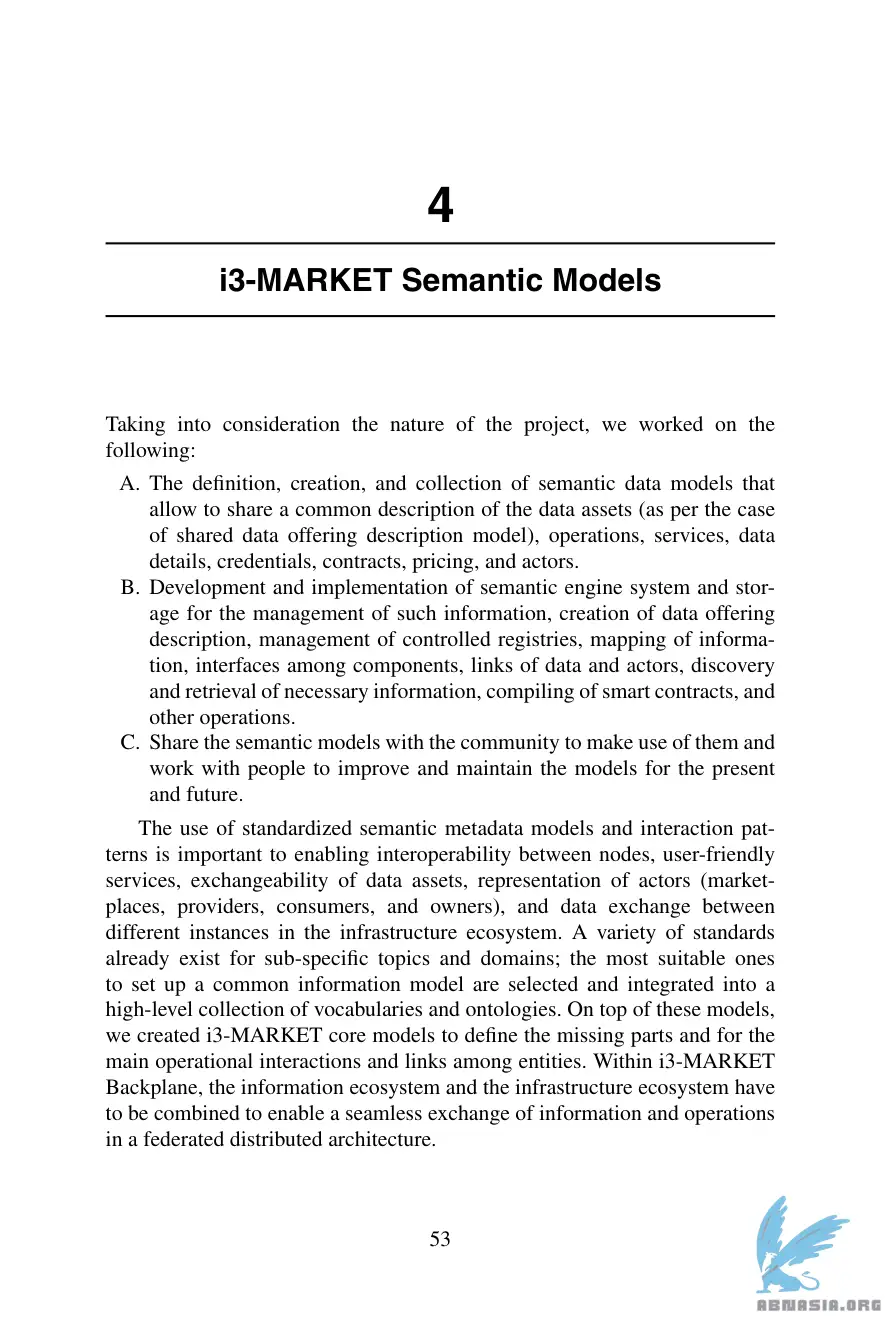 4
i3-MARKET Semantic Models
Taking into consideration the nature of the project, we worked on the
following:
A. The definition, creation, and collection of semantic data models that
allow to share a common description of the data assets (as per the case
of shared data offering description model), operations, services, data
details, credentials, contracts, pricing, and actors.
B. Development and implementation of semantic engine system and stor-
age for the management of such information, creation of data offering
description, management of controlled registries, mapping of informa-
tion, interfaces among components, links of data and actors, discovery
and retrieval of necessary information, compiling of smart contracts, and
other operations.
C. Share the semantic models with the community to make use of them and
work with people to improve and maintain the models for the present
and future.
The use of standardized semantic metadata models and interaction pat-
terns is important to enabling interoperability between nodes, user-friendly
services, exchangeability of data assets, representation of actors (market-
places, providers, consumers, and owners), and data exchange between
different instances in the infrastructure ecosystem. A variety of standards
already exist for sub-specific topics and domains; the most suitable ones
to set up a common information model are selected and integrated into a
high-level collection of vocabularies and ontologies. On top of these models,
we created i3-MARKET core models to define the missing parts and for the
main operational interactions and links among entities. Within i3-MARKET
Backplane, the information ecosystem and the infrastructure ecosystem have
to be combined to enable a seamless exchange of information and operations
in a federated distributed architecture.
53
ABNASIA.ORG